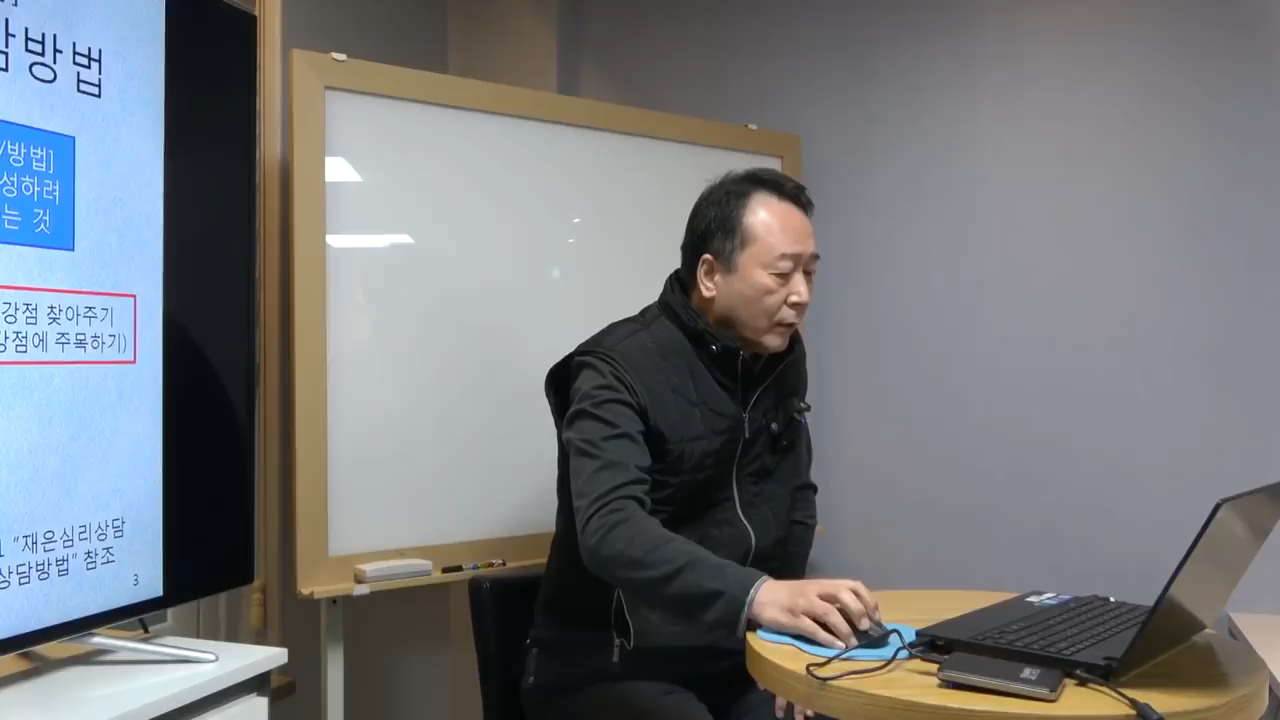 담방법
/방법]
성하려
는 것
강점 찾아주기
강점에 주목하기)
"재은심리상담
상담방법" 참조
3